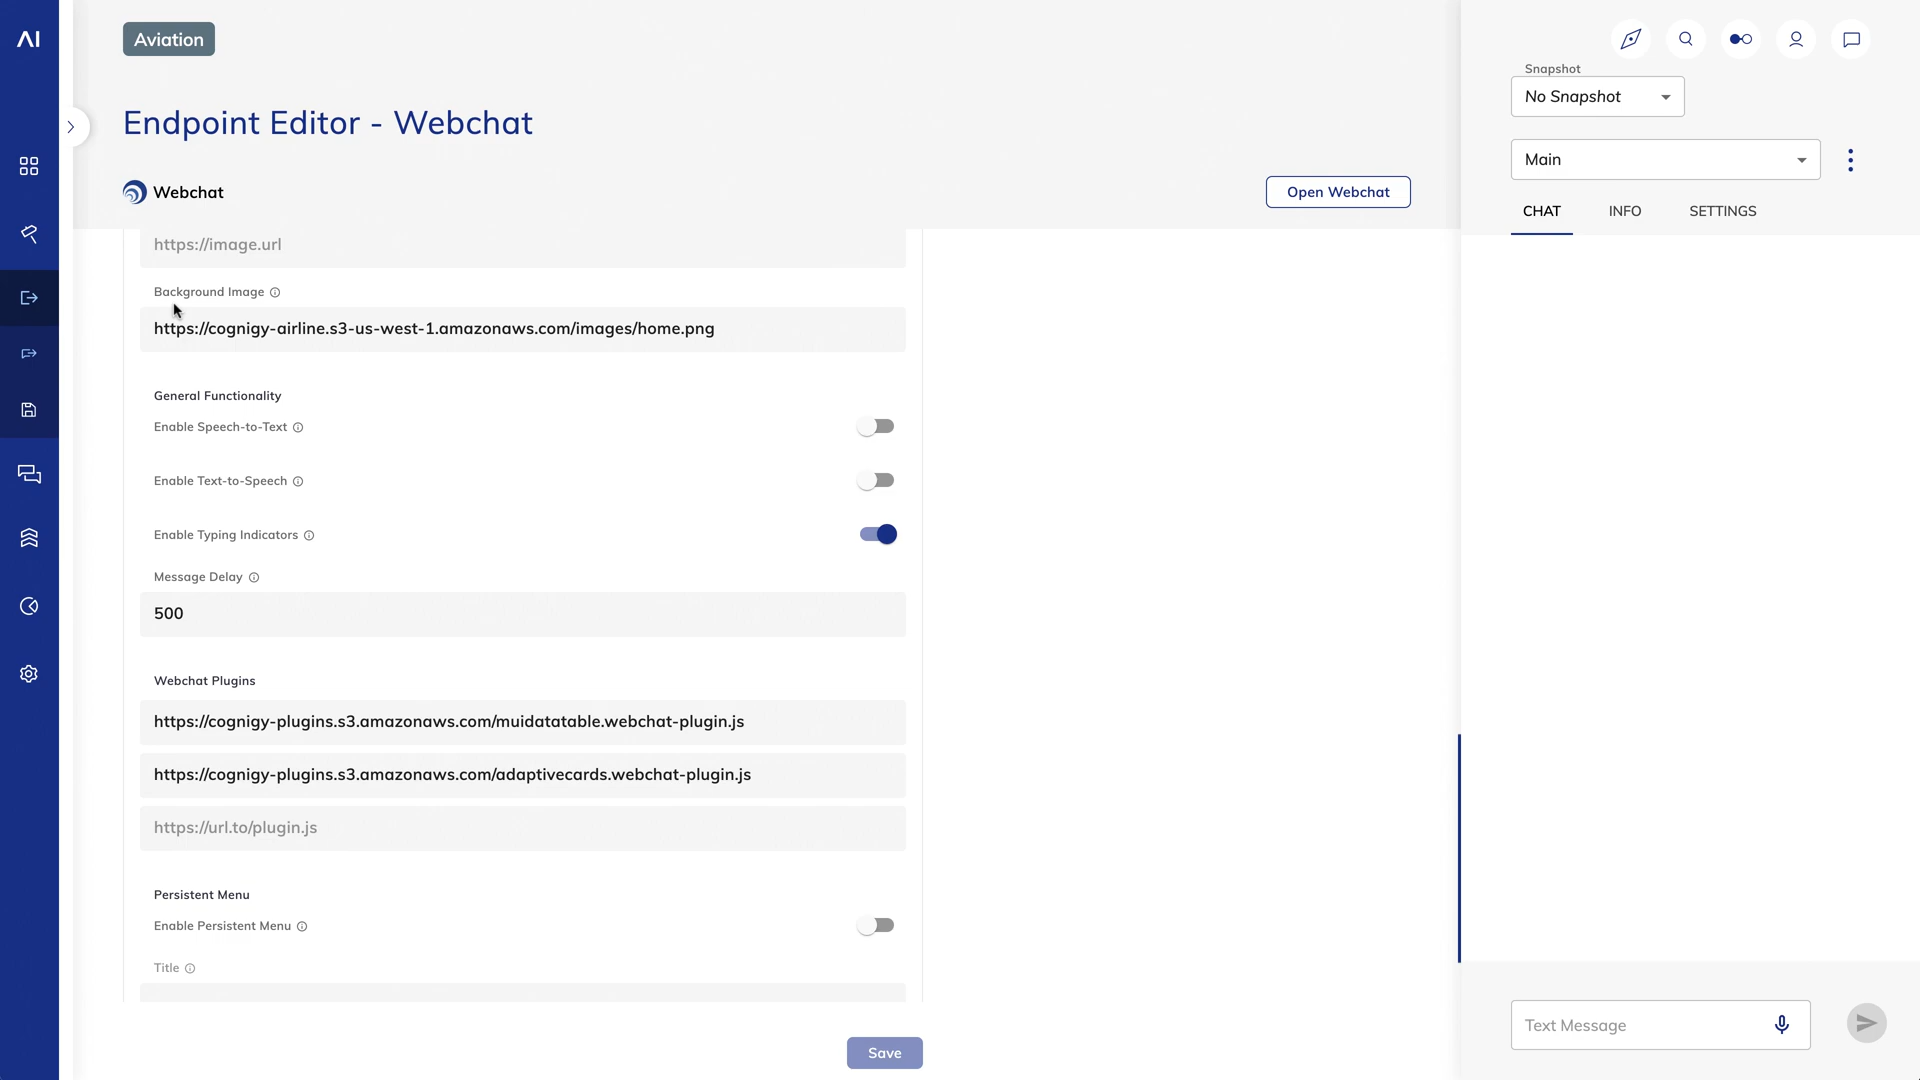 AI
Aviation
Endpoint Editor - Webchat
Webchat
Open Webchat
https://image.url
Background Image
https://cognigy-airline.s3-us-west-1.amazonaws.com/images/home.png
General Functionality
Enable Speech-to-Text
Enable Text-to-Speech
Enable Typing Indicators
Message Delay
500
Webchat Plugins
https://cognigy-plugins.s3.amazonaws.com/muidatatable.webchat-plugin.js
https://cognigy-plugins.s3.amazonaws.com/adaptivecards.webchat-plugin.js
https://url.to/plugin.js
Persistent Menu
Enable Persistent Menu
Title
Save
Snapshot
No Snapshot
Main
CHAT INFO SETTINGS
Text Message